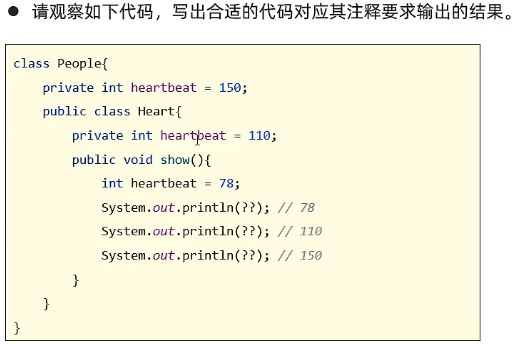 ● 请观察如下代码，写出合适的代码对应其注释要求输出的结果。
class People{
    private int heartbeat = 150;
    public class Heart{
        private int heartbeat = 110;
        public void show(){
            int heartbeat = 78;
            System.out.println(??); // 78
            System.out.println(??); // 110
            System.out.println(??); // 150
        }
    }
}